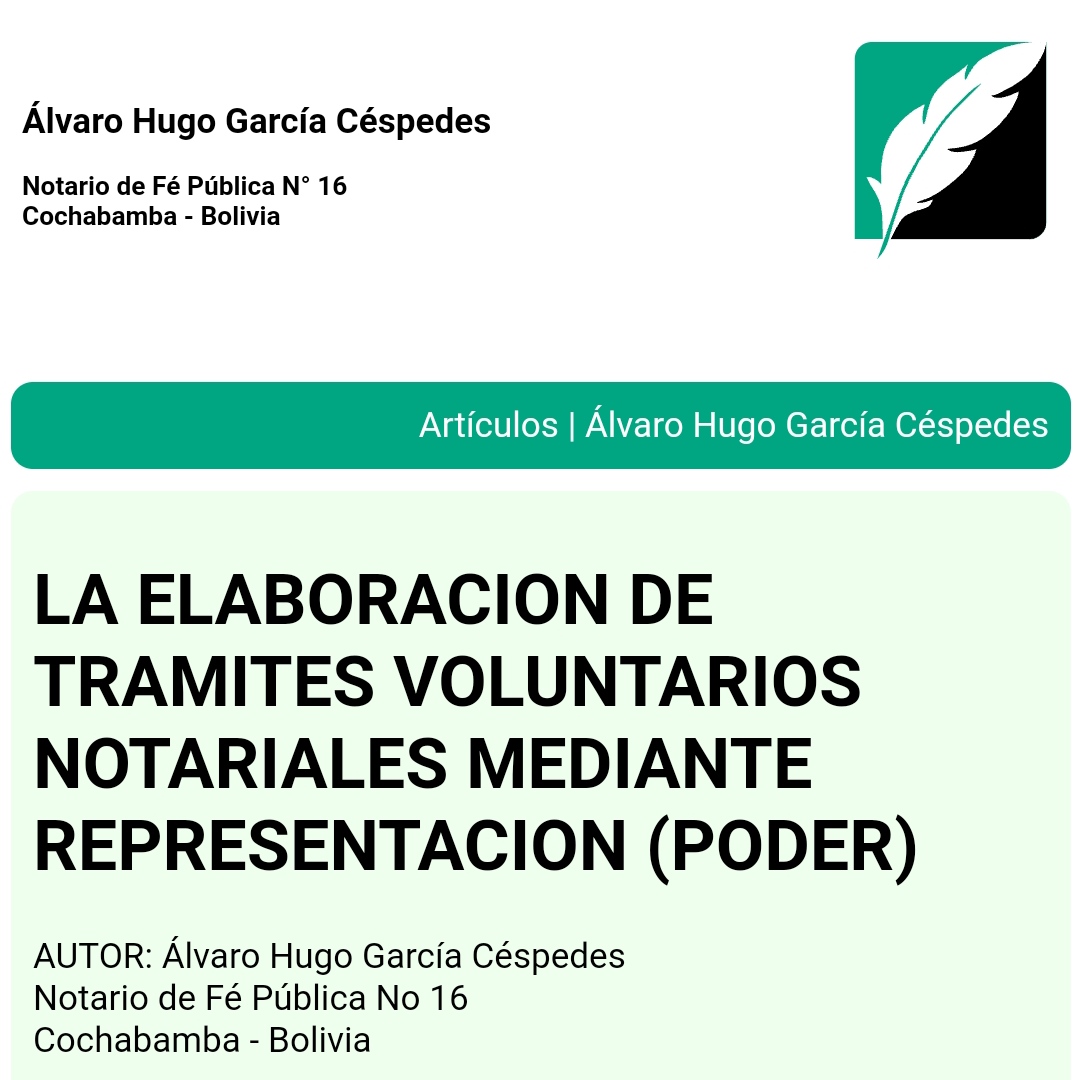 Álvaro Hugo García Céspedes
Notario de Fé Pública N° 16
Cochabamba - Bolivia
Artículos | Álvaro Hugo García Céspedes
LA ELABORACION DE
TRAMITES VOLUNTARIOS
NOTARIALES MEDIANTE
REPRESENTACION (PODER)
AUTOR: Álvaro Hugo García Céspedes
Notario de Fé Pública No 16
Cochabamba - Bolivia